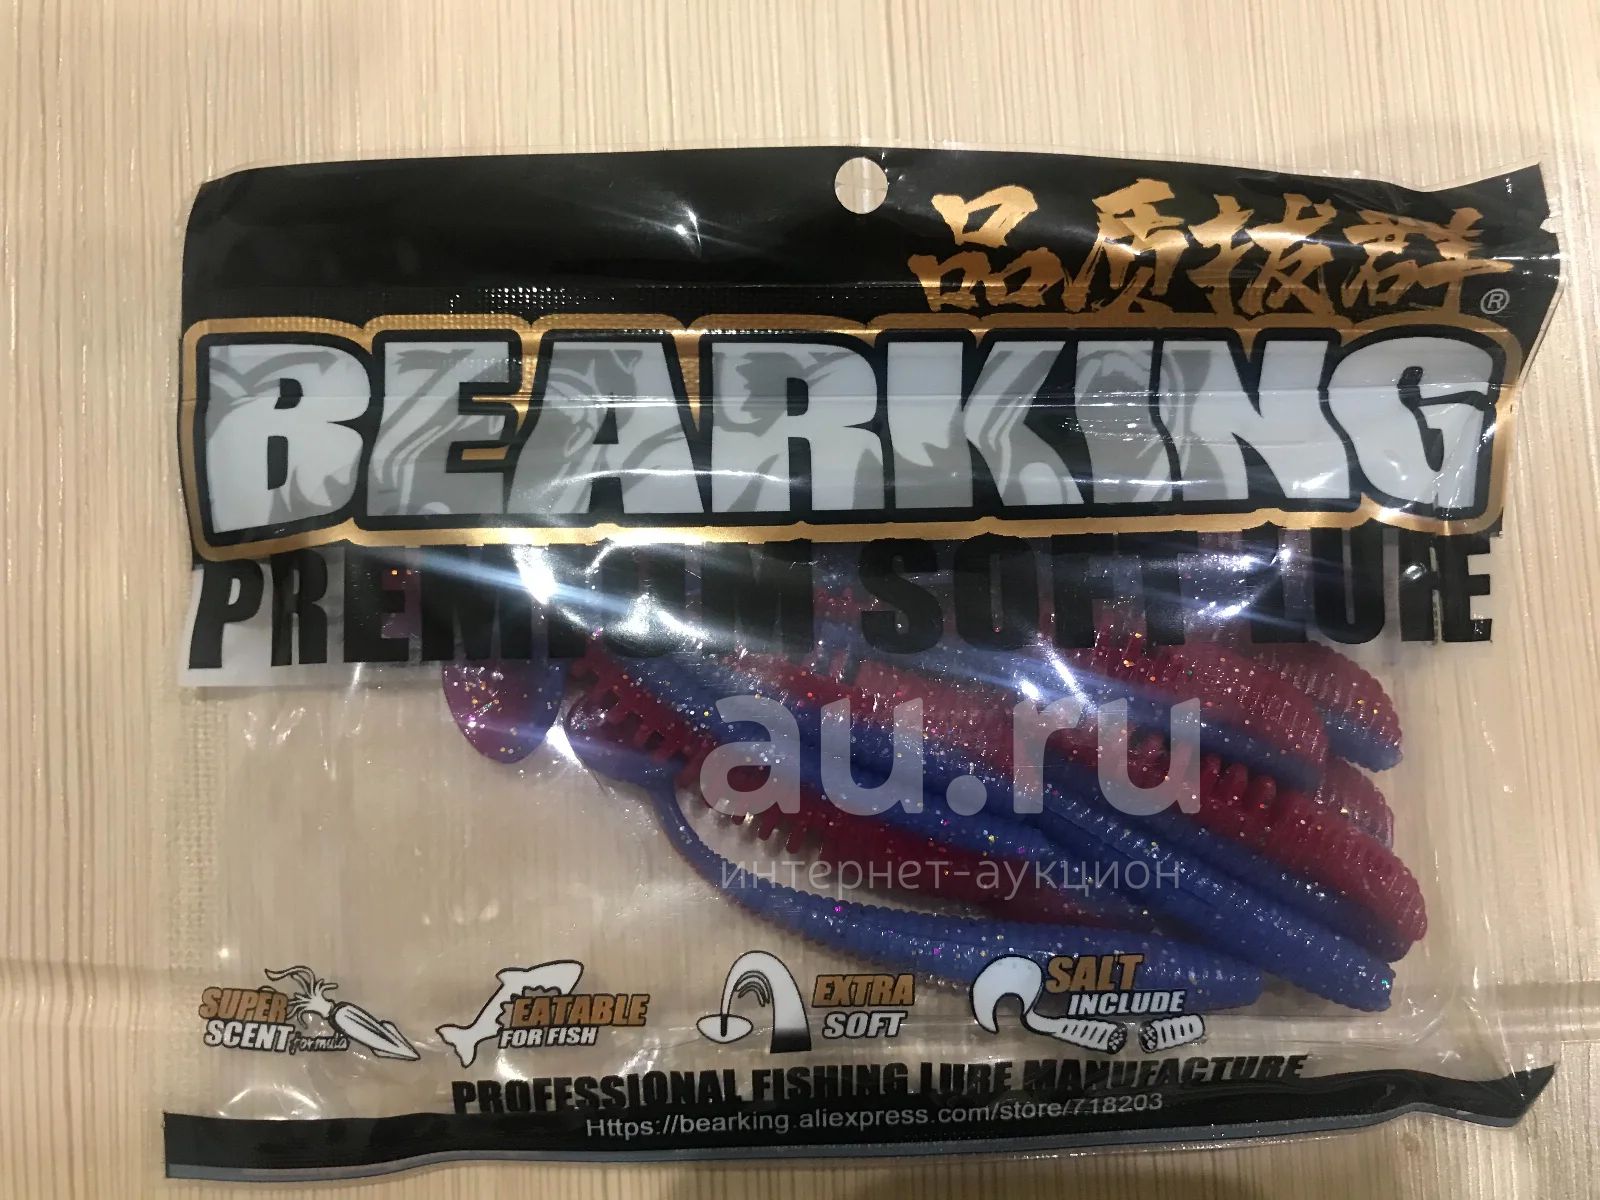 品质拔群
®
BEARKING
PREMIUM SOFT LURE
au.ru
интернет-аукцион
SUPER
SCENT formula
EATABLE
FOR FISH
EXTRA
SOFT
SALT
INCLUDE
PROFESSIONAL FISHING LURE MANUFACTURE
Https://bearking.aliexpress.com/store/718203